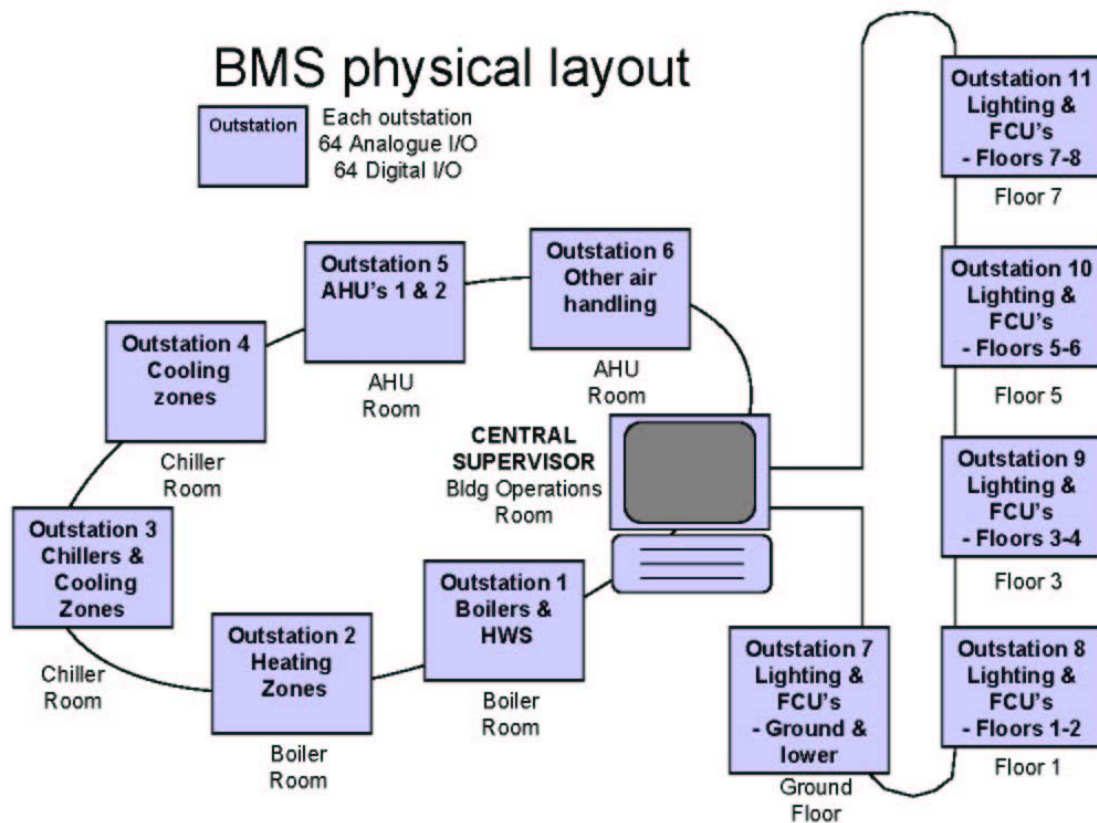 BMS physical layout
Outstation
Each outstation
64 Analogue I/O
64 Digital I/O
Outstation 11
Lighting &
FCU's
- Floors 7-8
Floor 7
Outstation 5
AHU's 1 & 2
AHU
Room
Outstation 6
Other air
handling
AHU
Room
Outstation 10
Lighting &
FCU's
- Floors 5-6
Floor 5
Outstation 4
Cooling
zones
Chiller
Room
CENTRAL
SUPERVISOR
Bldg Operations
Room
Outstation 9
Lighting &
FCU's
- Floors 3-4
Floor 3
Outstation 3
Chillers &
Cooling
Zones
Chiller
Room
Outstation 2
Heating
Zones
Boiler
Room
Outstation 1
Boilers &
HWS
Boiler
Room
Outstation 7
Lighting &
FCU's
- Ground &
lower
Ground
Floor
Outstation 8
Lighting &
FCU's
- Floors 1-2
Floor 1